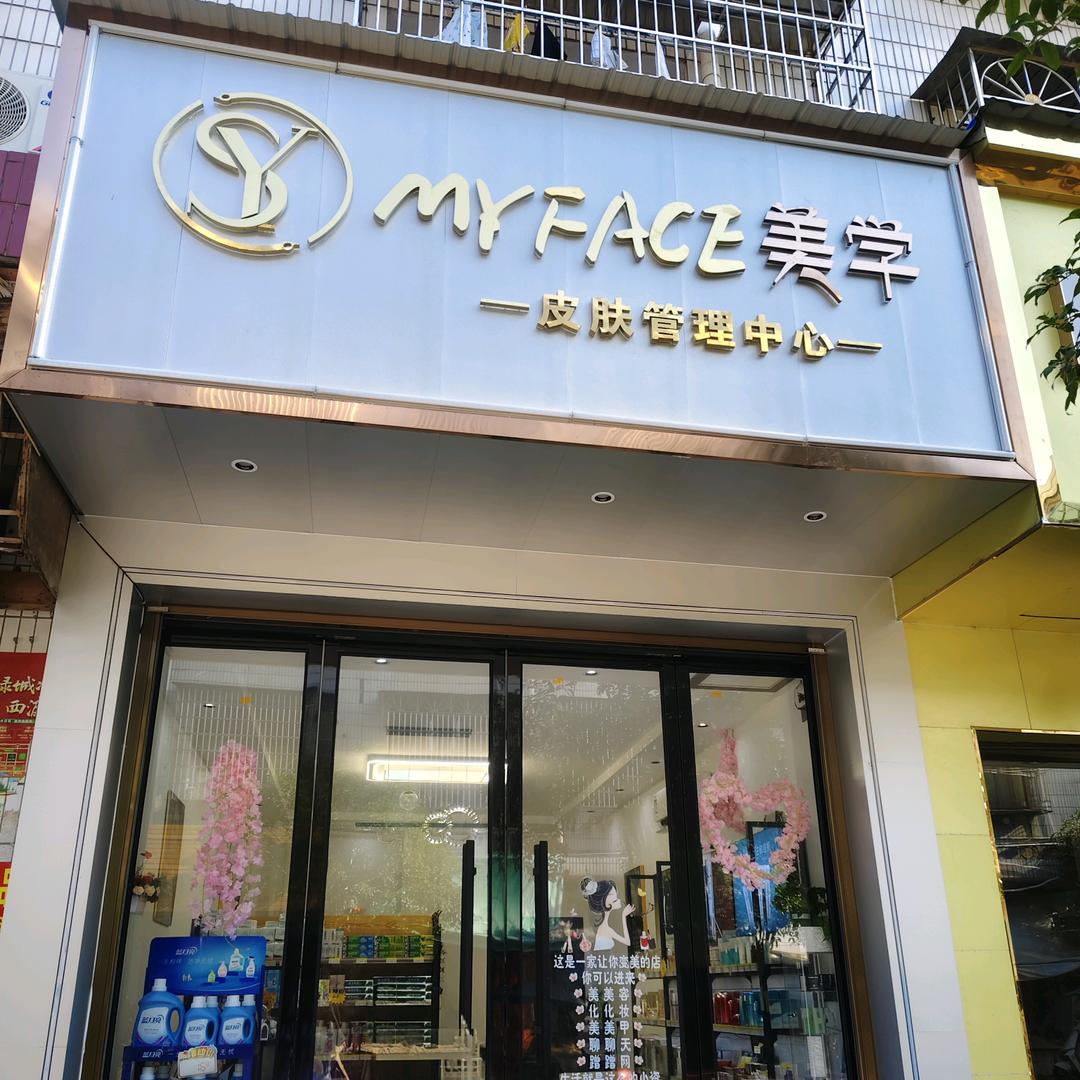 SY
MYFACE美学
皮肤管理中心
绿城
蓝月亮
这是一家让你变美的店
你可以进来
美美容
化化妆
美美甲
聊聊天
蹭蹭网